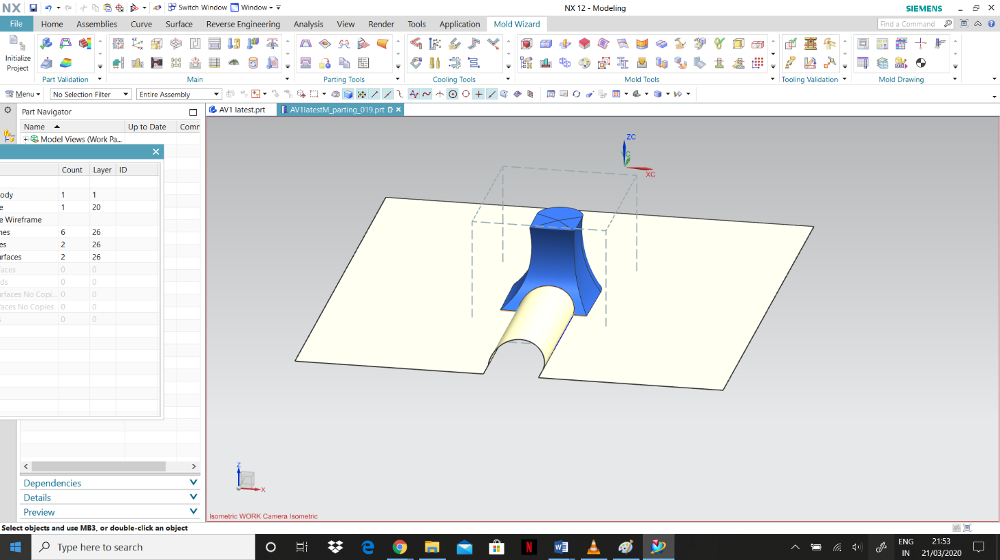 NX
Switch Window
Window
NX 12 - Modeling
SIEMENS
File
Home
Assemblies
Curve
Surface
Reverse Engineering
Analysis
View
Render
Tools
Application
Mold Wizard
Find a Command
Initialize
Project
Part Validation
Main
Parting Tools
Cooling Tools
Mold Tools
Tooling Validation
Mold Drawing
Menu
No Selection Filter
Entire Assembly
Part Navigator
AV1 latest.prt
AV1latestM_parting_019.prt
Name
Up to Date
Comr
Model Views (Work Pa...
Count Layer ID
ody 1 1
e 1 20
e Wireframe
nes 6 26
es 2 26
urfaces 2 26
faces 0 0
ds 0 0
urfaces No Copi... 0 0
aces No Copies 0 0
s 0 0
ZC
YC
XC
Z
X
Dependencies
Details
Preview
Isometric WORK Camera Isometric
Select objects and use MB3, or double-click an object
Type here to search
ENG
IN
21:53
21/03/2020